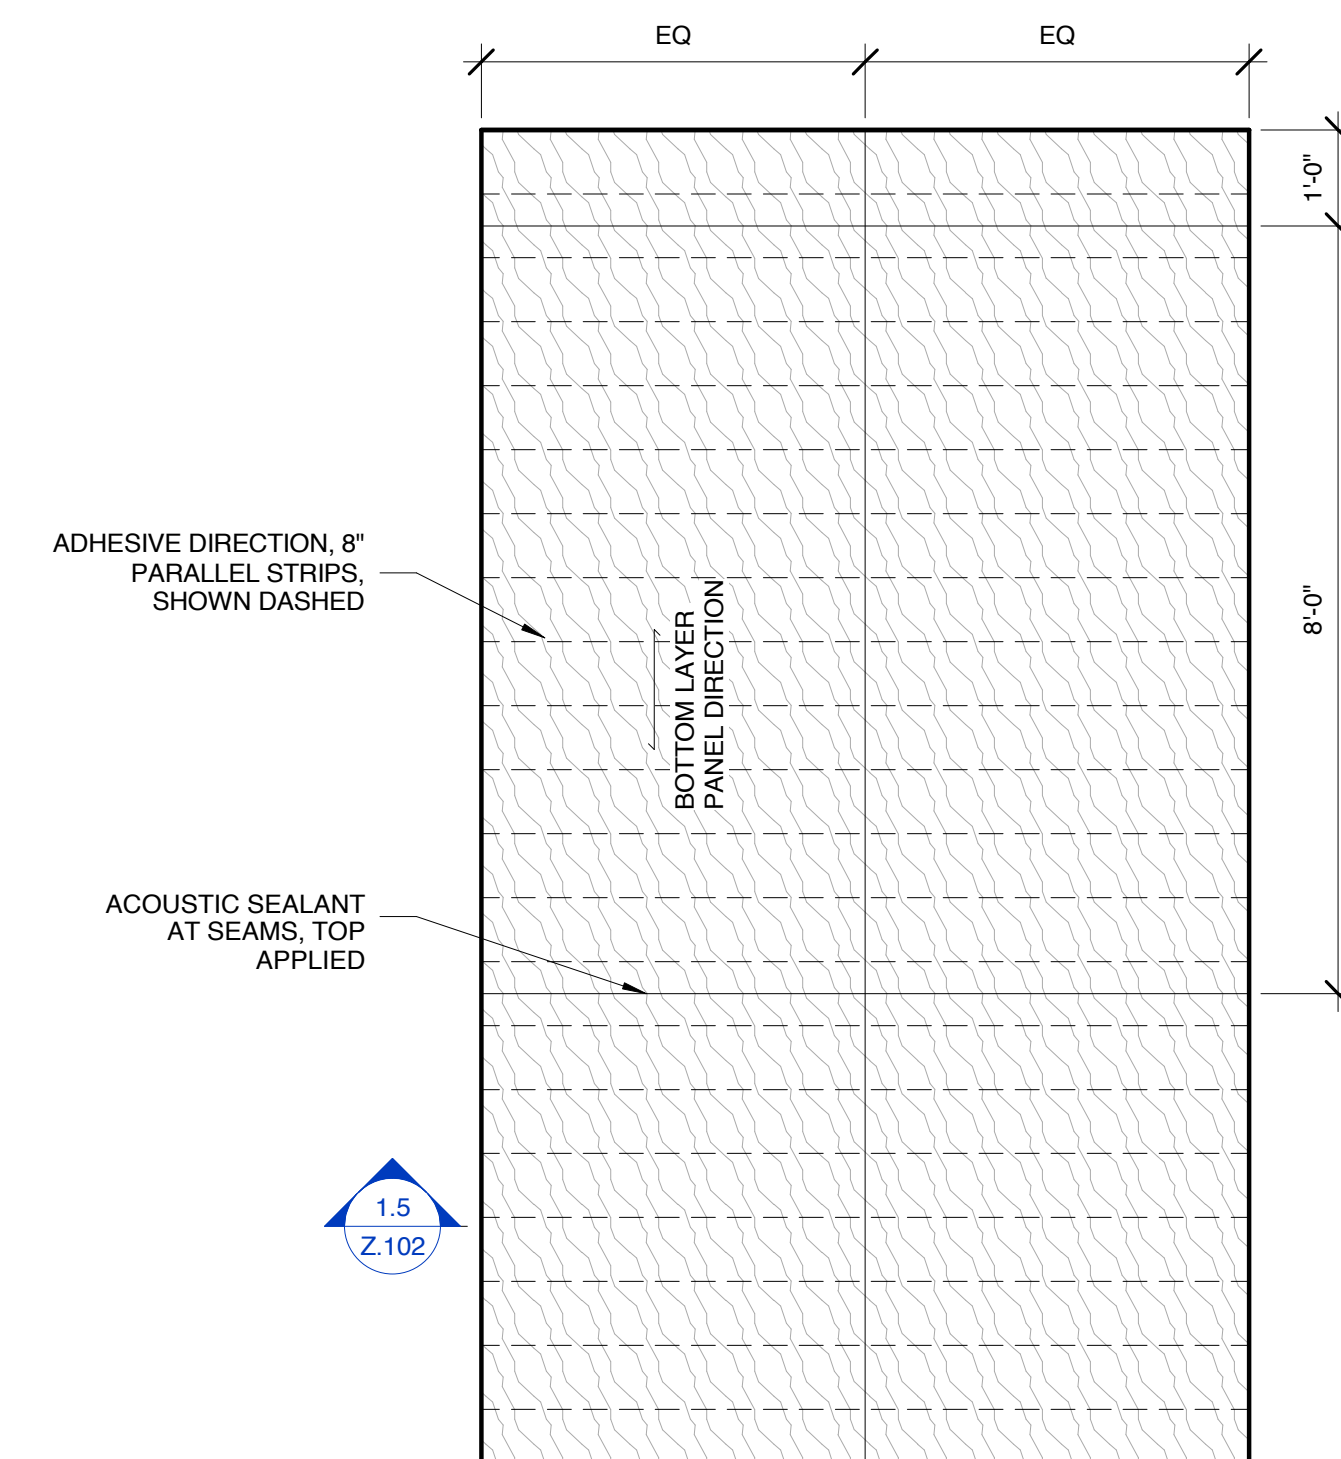 EQ
EQ
1'-0"
ADHESIVE DIRECTION, 8"
PARALLEL STRIPS,
SHOWN DASHED
BOTTOM LAYER
PANEL DIRECTION
8'-0"
ACOUSTIC SEALANT
AT SEAMS, TOP
APPLIED
1.5
Z.102